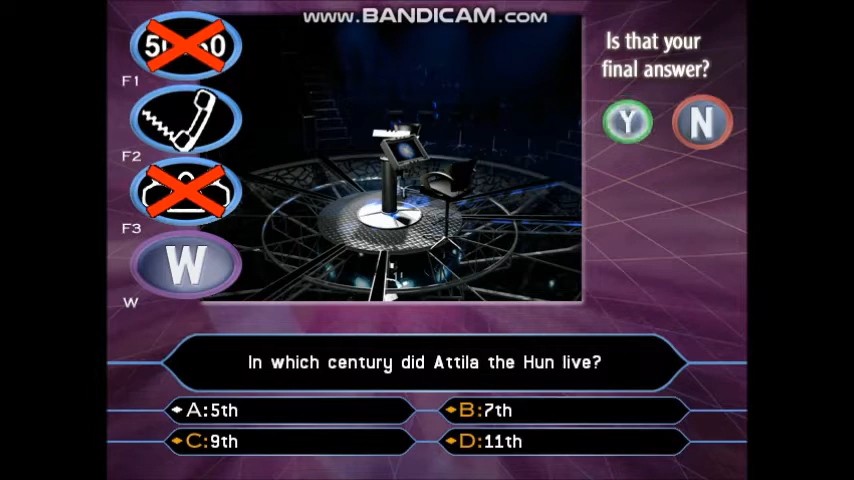 www.BANDICAM.com
Is that your
final answer?
Y
N
F1
F2
F3
W
W
In which century did Attila the Hun live?
A:5th
B:7th
C:9th
D:11th